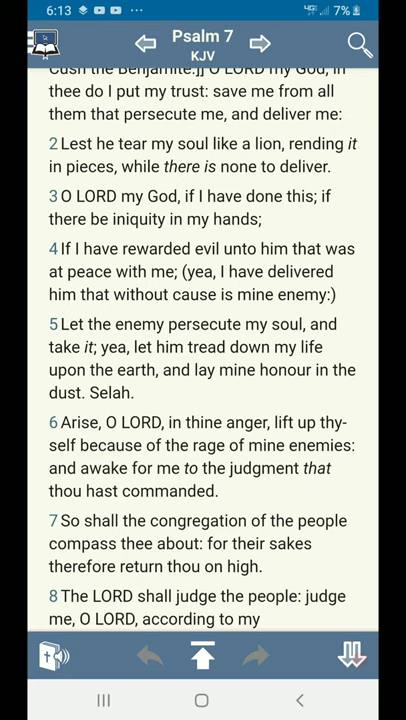 6:13 7%
Psalm 7
KJV
Cush the Benjamite.]] O LORD my God, in
thee do I put my trust: save me from all
them that persecute me, and deliver me:
2 Lest he tear my soul like a lion, rending it
in pieces, while there is none to deliver.
3 O LORD my God, if I have done this; if
there be iniquity in my hands;
4 If I have rewarded evil unto him that was
at peace with me; (yea, I have delivered
him that without cause is mine enemy:)
5 Let the enemy persecute my soul, and
take it; yea, let him tread down my life
upon the earth, and lay mine honour in the
dust. Selah.
6 Arise, O LORD, in thine anger, lift up thy-
self because of the rage of mine enemies:
and awake for me to the judgment that
thou hast commanded.
7 So shall the congregation of the people
compass thee about: for their sakes
therefore return thou on high.
8 The LORD shall judge the people: judge
me, O LORD, according to my